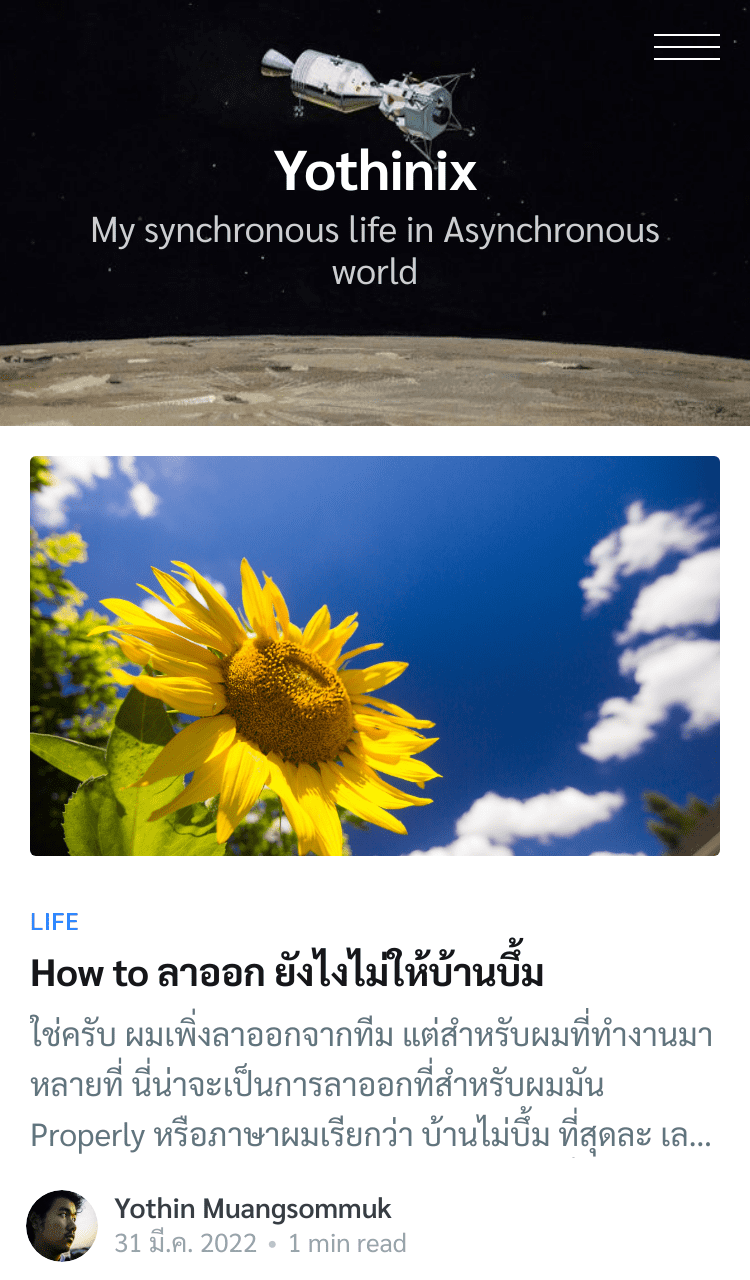 Yothinix
My synchronous life in Asynchronous
world
LIFE
How to ลาออก ยังไงไม่ให้บ้านบึ้ม
ใช่ครับ ผมเพิ่งลาออกจากทีม แต่สำหรับผมที่ทำงานมา
หลายที่ นี่น่าจะเป็นการลาออกที่สำหรับผมมัน
Properly หรือภาษาผมเรียกว่า บ้านไม่บึ้ม ที่สุดละ เล...
Yothin Muangsommuk
31 มี.ค. 2022 • 1 min read